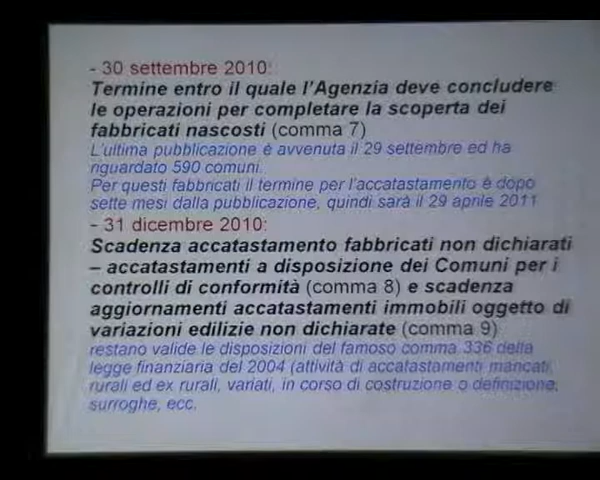 - 30 settembre 2010:
Termine entro il quale l'Agenzia deve concludere
le operazioni per completare la scoperta dei
fabbricati nascosti (comma 7)
L'ultima pubblicazione è avvenuta il 29 settembre ed ha
riguardato 590 comuni.
Per questi fabbricati il termine per l'accatastamento è dopo
sette mesi dalla pubblicazione, quindi sarà il 29 aprile 2011
- 31 dicembre 2010:
Scadenza accatastamento fabbricati non dichiarati
– accatastamenti a disposizione dei Comuni per i
controlli di conformità (comma 8) e scadenza
aggiornamenti accatastamenti immobili oggetto di
variazioni edilizie non dichiarate (comma 9)
restano valide le disposizioni del famoso comma 336 della
legge finanziaria del 2004 (attività di accatastamenti mancati,
rurali ed ex rurali, variati, in corso di costruzione o definizione,
surroghe, ecc.